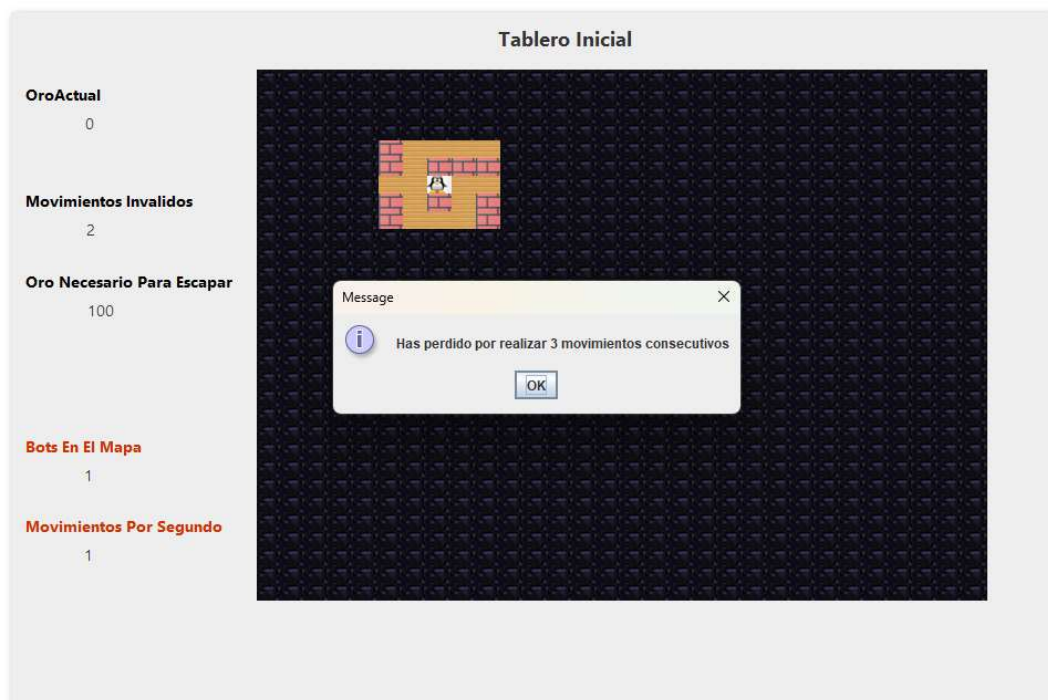 Tablero Inicial
OroActual
0
Movimientos Invalidos
2
Oro Necesario Para Escapar
100
Message
Has perdido por realizar 3 movimientos consecutivos
OK
Bots En El Mapa
1
Movimientos Por Segundo
1